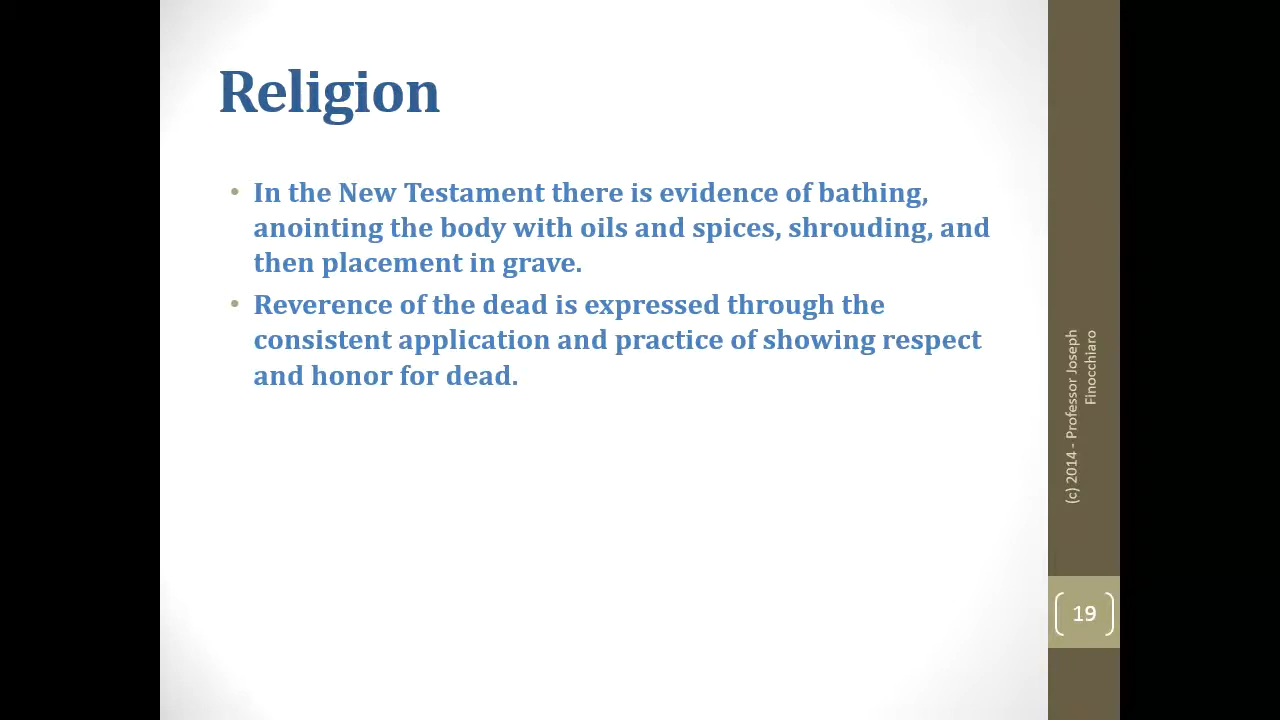 Religion
• In the New Testament there is evidence of bathing,
anointing the body with oils and spices, shrouding, and
then placement in grave.
• Reverence of the dead is expressed through the
consistent application and practice of showing respect
and honor for dead.
(c) 2014 - Professor Joseph
Finocchiaro
19